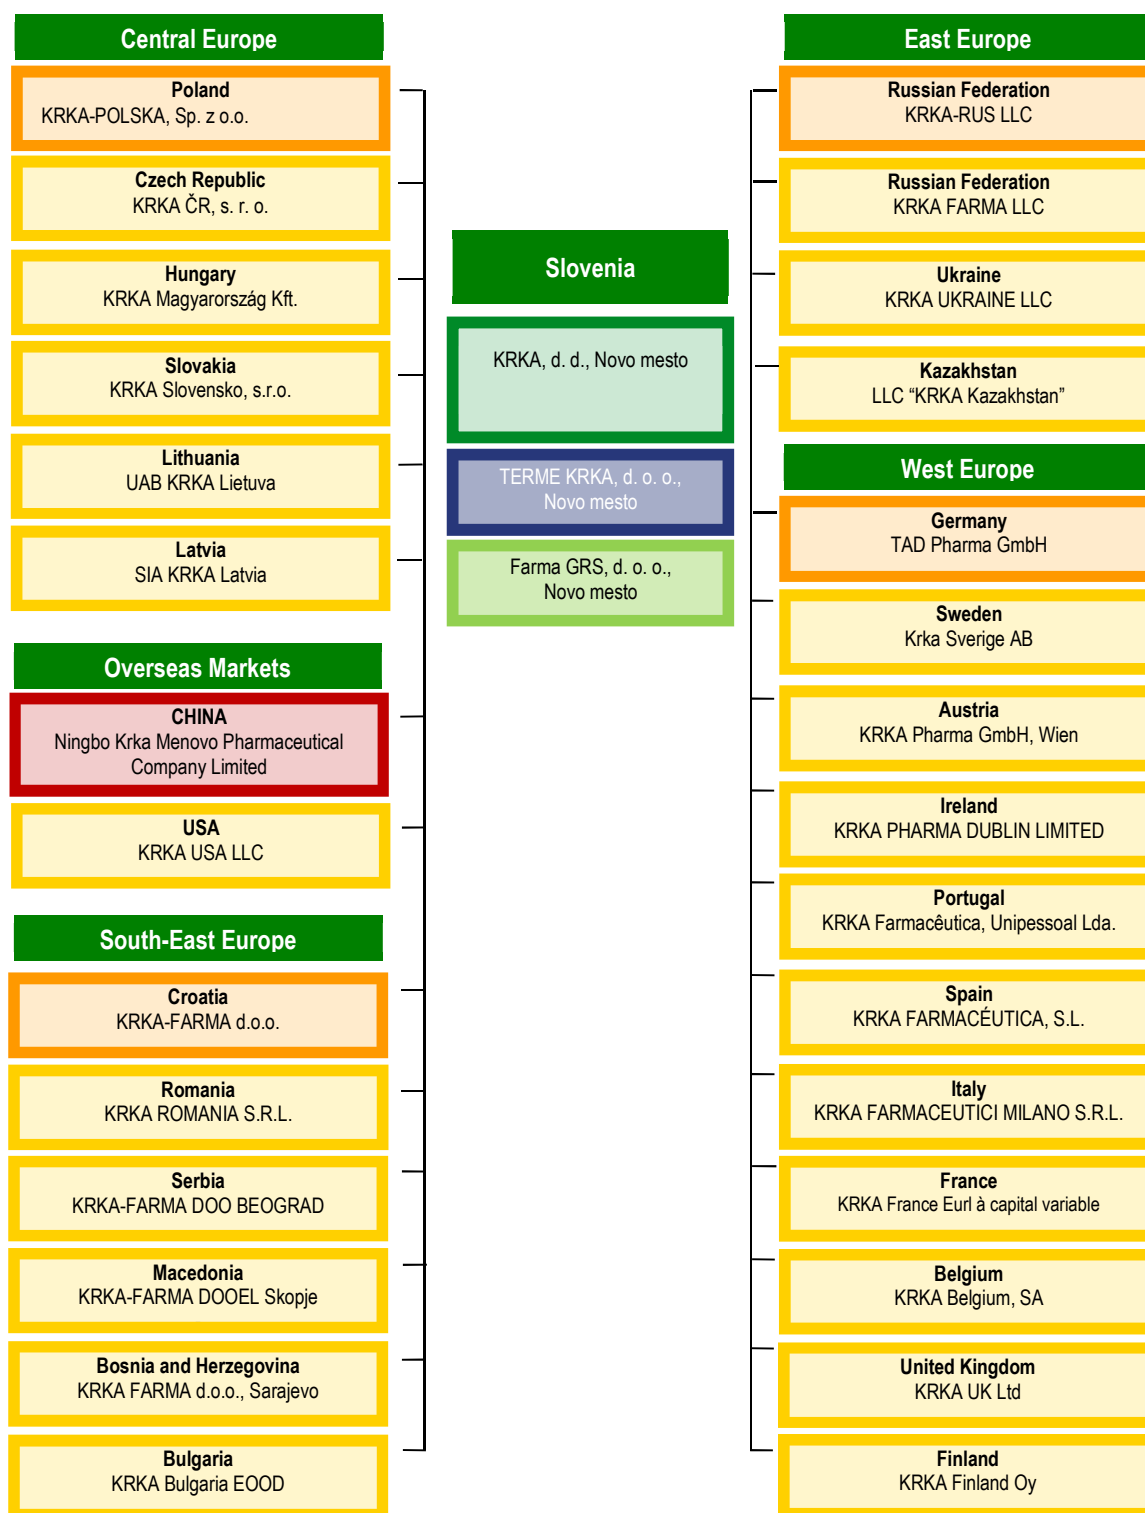 Central Europe
Poland
KRKA-POLSKA, Sp. z o.o.
Czech Republic
KRKA ČR, s. r. o.
Hungary
KRKA Magyarország Kft.
Slovakia
KRKA Slovensko, s.r.o.
Lithuania
UAB KRKA Lietuva
Latvia
SIA KRKA Latvia
Overseas Markets
CHINA
Ningbo Krka Menovo Pharmaceutical
Company Limited
USA
KRKA USA LLC
South-East Europe
Croatia
KRKA-FARMA d.o.o.
Romania
KRKA ROMANIA S.R.L.
Serbia
KRKA-FARMA DOO BEOGRAD
Macedonia
KRKA-FARMA DOOEL Skopje
Bosnia and Herzegovina
KRKA FARMA d.o.o., Sarajevo
Bulgaria
KRKA Bulgaria EOOD
Slovenia
KRKA, d. d., Novo mesto
TERME KRKA, d. o. o.,
Novo mesto
Farma GRS, d. o. o.,
Novo mesto
East Europe
Russian Federation
KRKA-RUS LLC
Russian Federation
KRKA FARMA LLC
Ukraine
KRKA UKRAINE LLC
Kazakhstan
LLC “KRKA Kazakhstan”
West Europe
Germany
TAD Pharma GmbH
Sweden
Krka Sverige AB
Austria
KRKA Pharma GmbH, Wien
Ireland
KRKA PHARMA DUBLIN LIMITED
Portugal
KRKA Farmacêutica, Unipessoal Lda.
Spain
KRKA FARMACÉUTICA, S.L.
Italy
KRKA FARMACEUTICI MILANO S.R.L.
France
KRKA France Eurl à capital variable
Belgium
KRKA Belgium, SA
United Kingdom
KRKA UK Ltd
Finland
KRKA Finland Oy